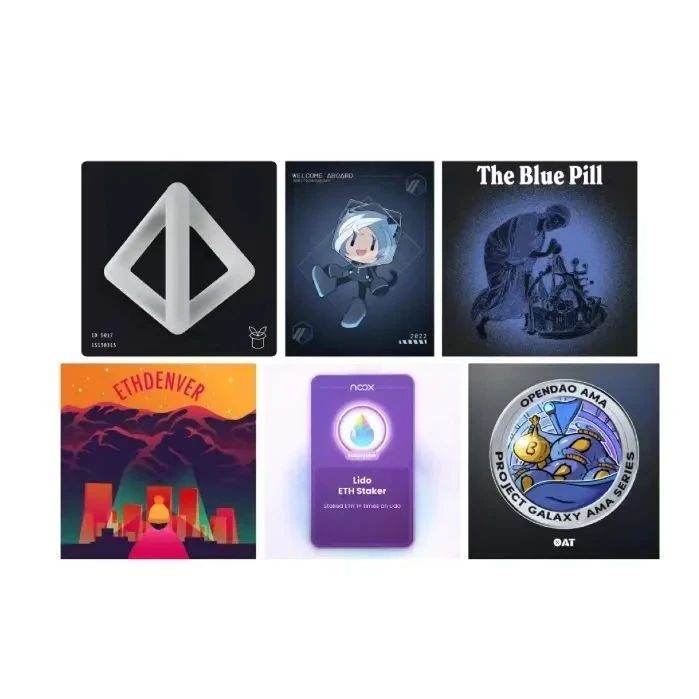 ID 5017
15130315
WELCOME ABOARD
2022
The Blue Pill
ETHDENVER
NOOX
Lido
ETH Staker
Staked ETH 1+ times on Lido
OPENDAO AMA
B
PROJECT GALAXY AMA SERIES
OAT